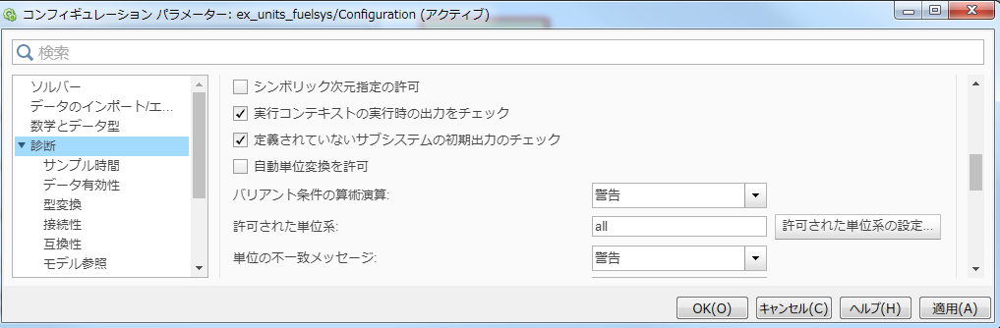 コンフィギュレーション パラメーター: ex_units_fuelsys/Configuration (アクティブ)
検索
ソルバー
データのインポート/エ...
数学とデータ型
診断
サンプル時間
データ有効性
型変換
接続性
互換性
モデル参照
シンボリック次元指定の許可
実行コンテキストの実行時の出力をチェック
定義されていないサブシステムの初期出力のチェック
自動単位変換を許可
バリアント条件の算術演算: 警告
許可された単位系: all 許可された単位系の設定...
単位の不一致メッセージ: 警告
OK(O) キャンセル(C) ヘルプ(H) 適用(A)